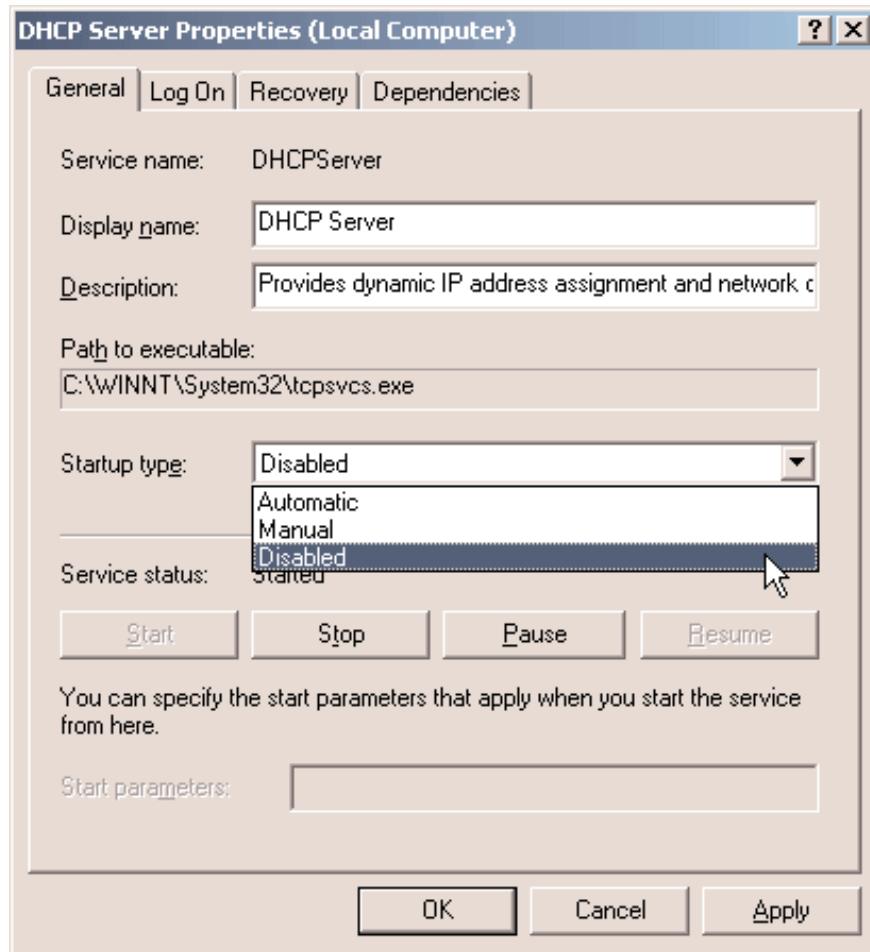 DHCP Server Properties (Local Computer)
General Log On Recovery Dependencies
Service name: DHCPServer
Display name: DHCP Server
Description: Provides dynamic IP address assignment and network c
Path to executable:
C:\WINNT\System32\tcpsvcs.exe
Startup type: Disabled
Automatic
Manual
Disabled
Service status: Started
Start Stop Pause Resume
You can specify the start parameters that apply when you start the service
from here.
Start parameters:
OK Cancel Apply